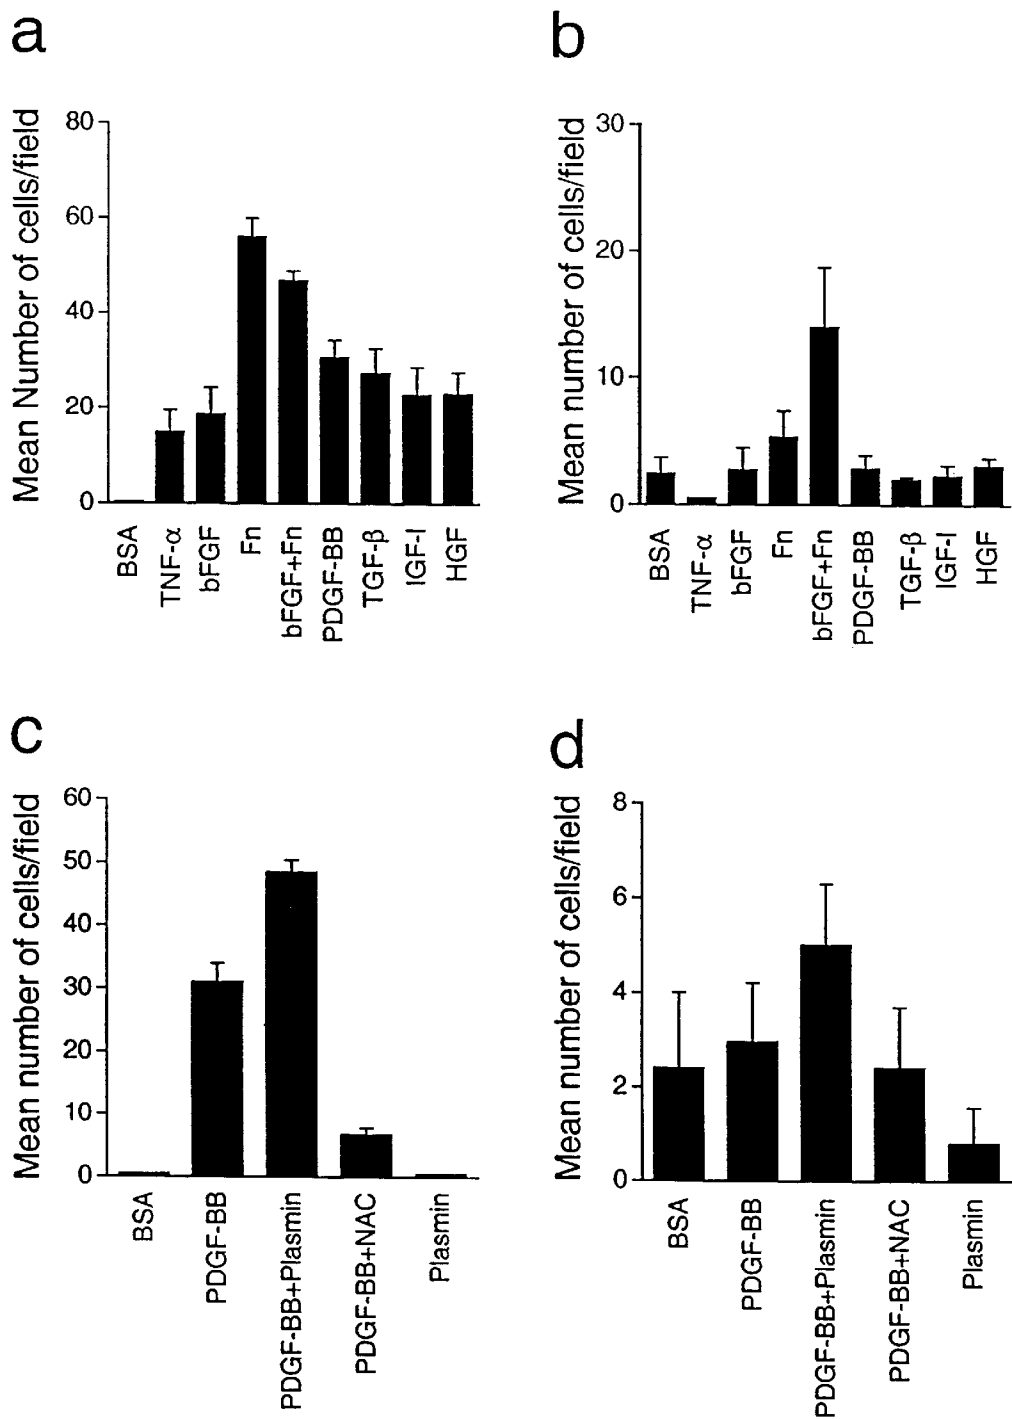 a
Mean Number of cells/field
80
60
40
20
0
BSA
TNF-α
bFGF
Fn
bFGF+Fn
PDGF-BB
TGF-β
IGF-I
HGF
b
Mean number of cells/field
30
20
10
0
BSA
TNF-α
bFGF
Fn
bFGF+Fn
PDGF-BB
TGF-β
IGF-I
HGF
c
Mean number of cells/field
60
50
40
30
20
10
0
BSA
PDGF-BB
PDGF-BB+Plasmin
PDGF-BB+NAC
Plasmin
d
Mean number of cells/field
8
6
4
2
0
BSA
PDGF-BB
PDGF-BB+Plasmin
PDGF-BB+NAC
Plasmin